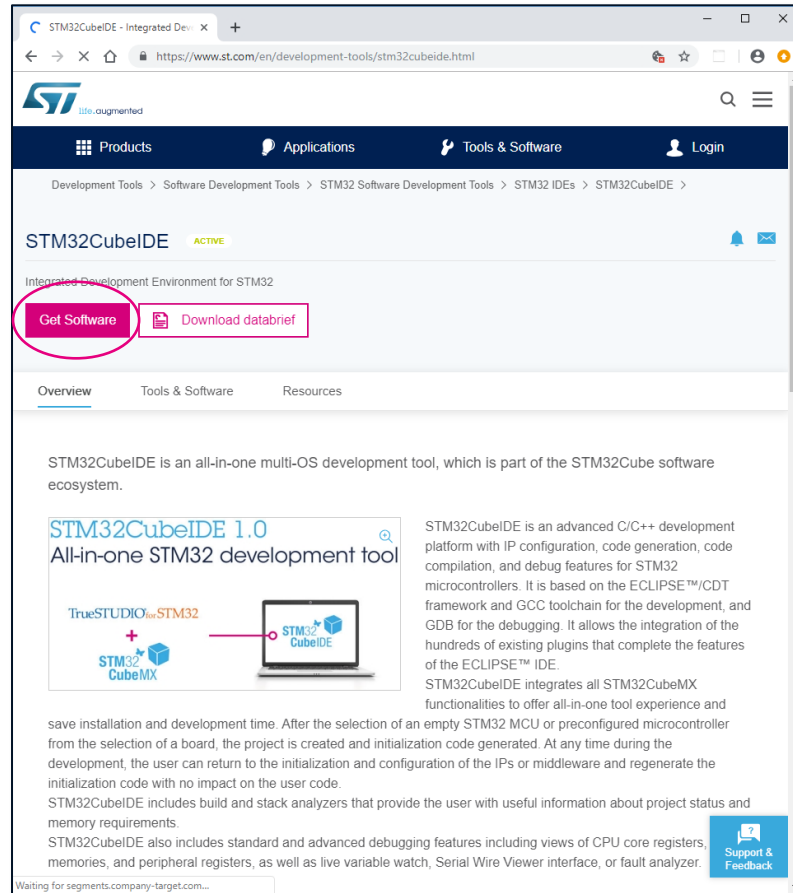 STM32CubeIDE - Integrated Dev
https://www.st.com/en/development-tools/stm32cubeide.html
life.augmented
Products Applications Tools & Software Login
Development Tools > Software Development Tools > STM32 Software Development Tools > STM32 IDEs > STM32CubeIDE >
STM32CubeIDE ACTIVE
Integrated Development Environment for STM32
Get Software Download databrief
Overview Tools & Software Resources
STM32CubeIDE is an all-in-one multi-OS development tool, which is part of the STM32Cube software
ecosystem.
STM32CubeIDE 1.0
All-in-one STM32 development tool
TrueSTUDIO for STM32
+
STM32
CubeMX
STM32
CubeIDE
STM32CubeIDE is an advanced C/C++ development
platform with IP configuration, code generation, code
compilation, and debug features for STM32
microcontrollers. It is based on the ECLIPSE™/CDT
framework and GCC toolchain for the development, and
GDB for the debugging. It allows the integration of the
hundreds of existing plugins that complete the features
of the ECLIPSE™ IDE.
STM32CubeIDE integrates all STM32CubeMX
functionalities to offer all-in-one tool experience and
save installation and development time. After the selection of an empty STM32 MCU or preconfigured microcontroller
from the selection of a board, the project is created and initialization code generated. At any time during the
development, the user can return to the initialization and configuration of the IPs or middleware and regenerate the
initialization code with no impact on the user code.
STM32CubeIDE includes build and stack analyzers that provide the user with useful information about project status and
memory requirements.
STM32CubeIDE also includes standard and advanced debugging features including views of CPU core registers,
memories, and peripheral registers, as well as live variable watch, Serial Wire Viewer interface, or fault analyzer.
?
Support &
Feedback
Waiting for segments.company-target.com...